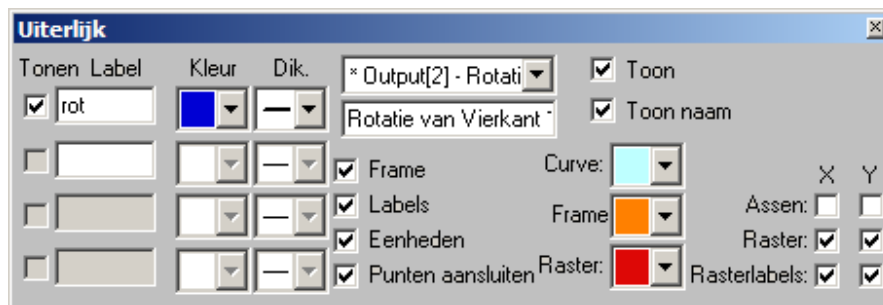 Uiterlijk
Tonen Label Kleur Dik.
* Output[2] - Rotati
Toon
rot
Rotatie van Vierkant
Toon naam
Frame
Curve:
X Y
Labels
Frame
Assen:
Eenheden
Raster:
Punten aansluiten
Raster:
Rasterlabels: